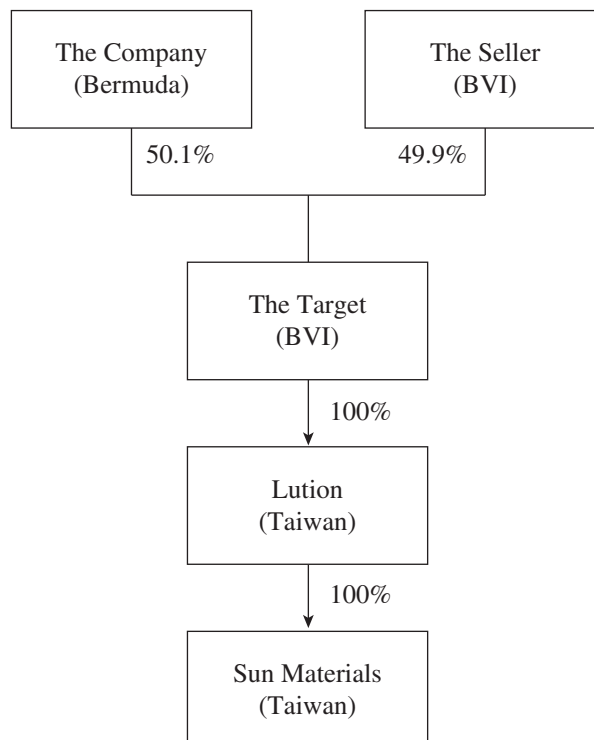 The Company
(Bermuda)
The Seller
(BVI)
50.1%
49.9%
The Target
(BVI)
100%
Lution
(Taiwan)
100%
Sun Materials
(Taiwan)